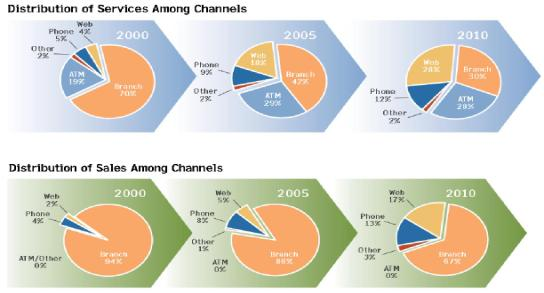 Distribution of Services Among Channels
2000
Web
4%
Phone
5%
Other
2%
ATM
19%
Branch
70%
2005
Web
18%
Phone
9%
Other
2%
ATM
29%
Branch
42%
2010
Web
28%
Phone
12%
Other
2%
ATM
28%
Branch
30%
Distribution of Sales Among Channels
2000
Web
2%
Phone
4%
ATM/Other
0%
Branch
94%
2005
Web
5%
Phone
8%
Other
1%
ATM
0%
Branch
86%
2010
Web
17%
Phone
13%
Other
3%
ATM
0%
Branch
67%